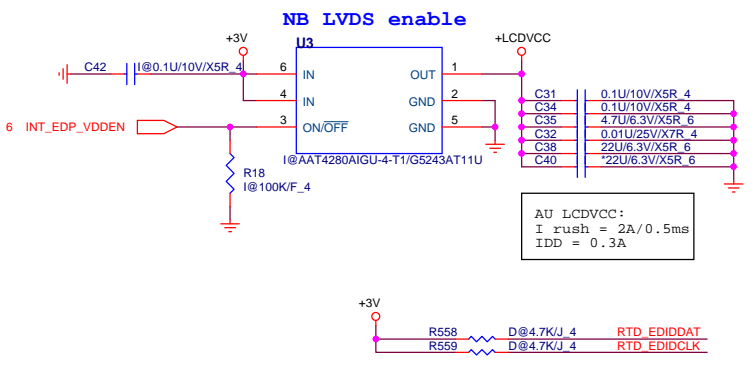 NB LVDS enable
+3V
U3
+LCDVCC
C42
I@0.1U/10V/X5R_4
6
IN
OUT
1
4
IN
GND
2
6 INT_EDP_VDDEN
3
ON/OFF
GND
5
I@AAT4280AIGU-4-T1/G5243AT11U
R18
I@100K/F_4
C31 0.1U/10V/X5R_4
C34 0.1U/10V/X5R_4
C35 4.7U/6.3V/X5R_6
C32 0.01U/25V/X7R_4
C38 22U/6.3V/X5R_6
C40 *22U/6.3V/X5R_6
AU LCDVCC:
I rush = 2A/0.5ms
IDD = 0.3A
+3V
R558 D@4.7K/J_4 RTD_EDIDDAT
R559 D@4.7K/J_4 RTD_EDIDCLK